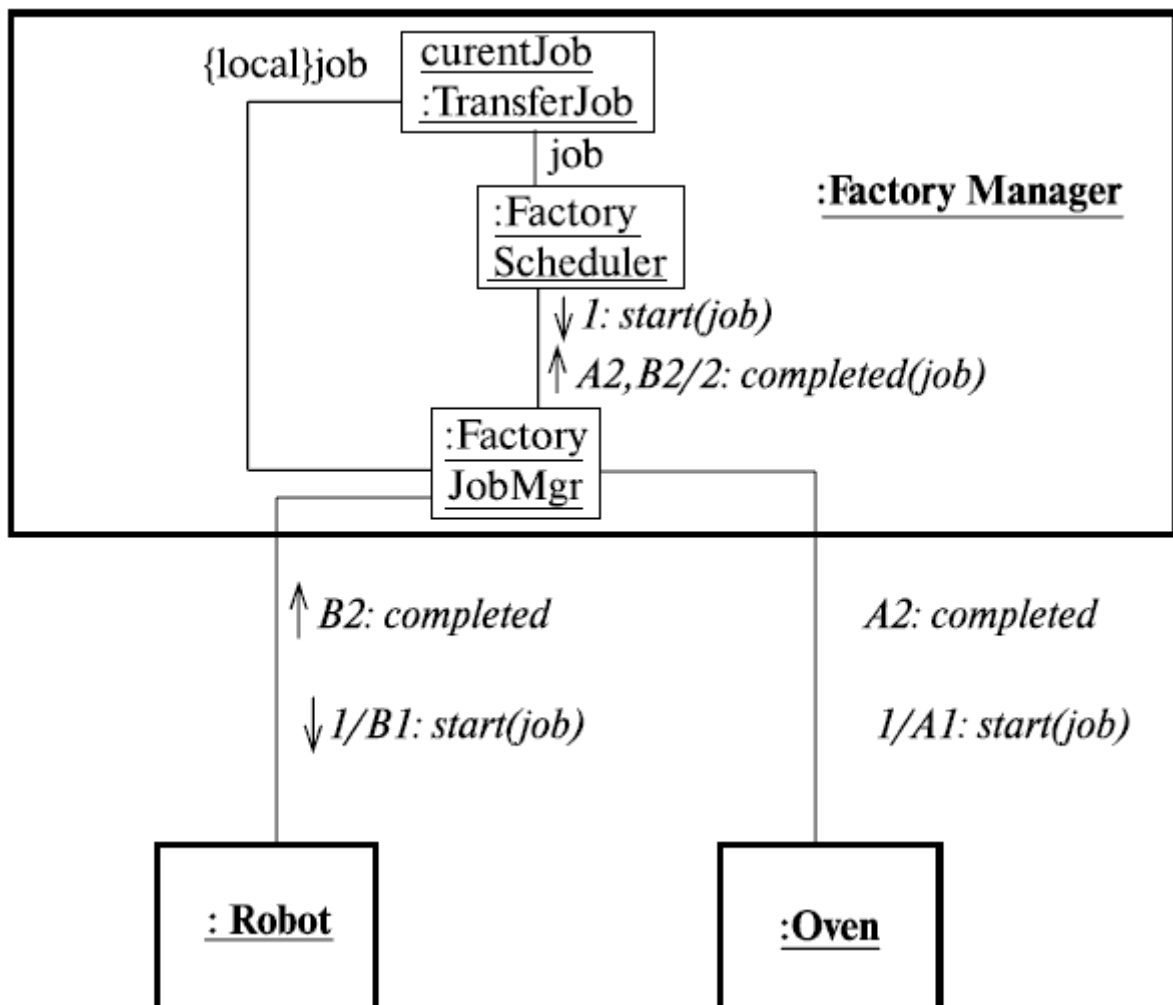 {local}job
curentJob
:TransferJob
job
:Factory Manager
:Factory
Scheduler
1: start(job)
A2,B2/2: completed(job)
:Factory
JobMgr
B2: completed
A2: completed
1/B1: start(job)
1/A1: start(job)
: Robot
:Oven